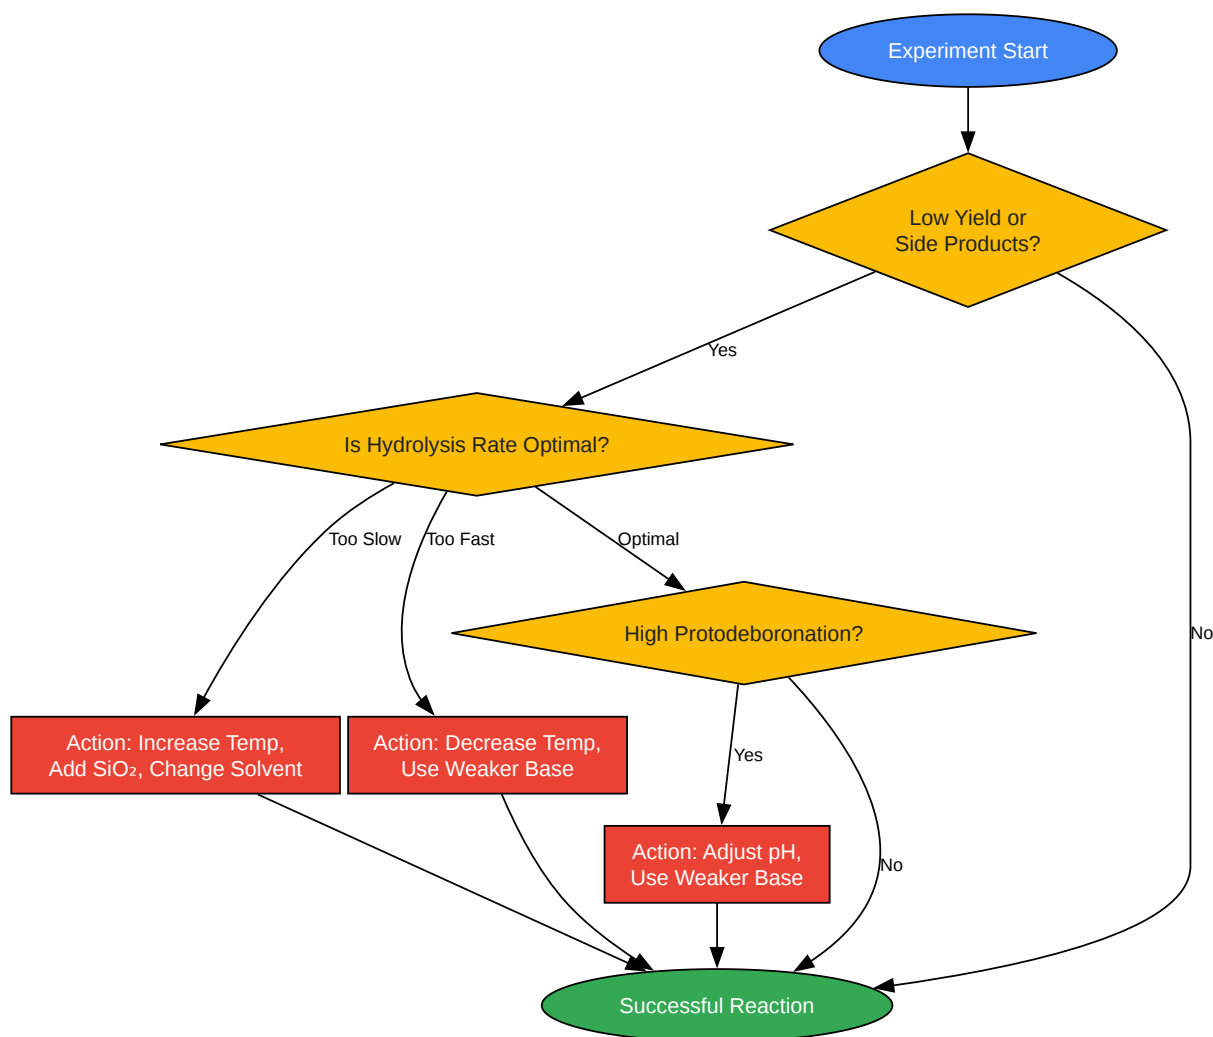 Experiment Start
Low Yield or
Side Products?
Yes
No
Is Hydrolysis Rate Optimal?
Too Slow
Too Fast
Optimal
High Protodeboronation?
Action: Increase Temp,
Add SiO₂, Change Solvent
Action: Decrease Temp,
Use Weaker Base
Yes
No
Action: Adjust pH,
Use Weaker Base
Successful Reaction